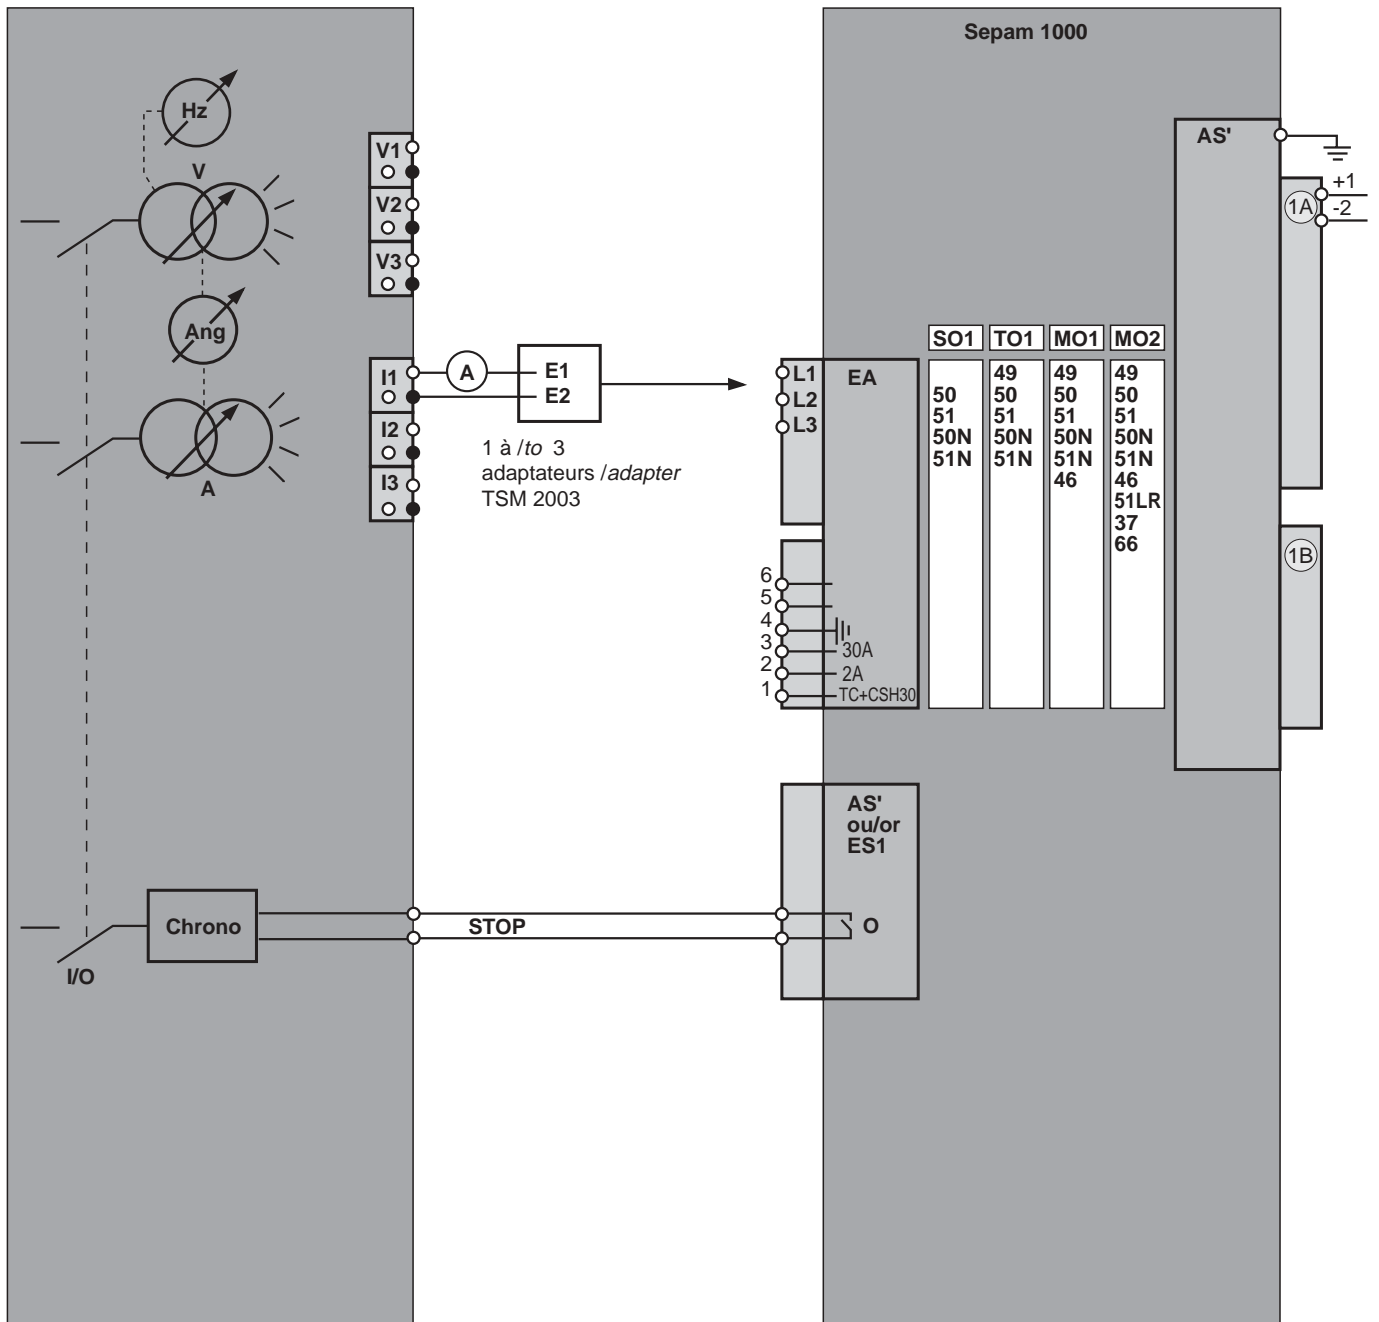 Sepam 1000
Hz
V
Ang
A
V1
V2
V3
I1
I2
I3
A
E1
E2
1 à /to 3
adaptateurs /adapter
TSM 2003
L1
L2
L3
EA
6
5
4
3
2
1
30A
2A
TC+CSH30
SO1
50
51
50N
51N
TO1
49
50
51
50N
51N
MO1
49
50
51
50N
51N
46
MO2
49
50
51
50N
51N
46
51LR
37
66
AS'
1A
+1
-2
1B
Chrono
I/O
STOP
AS'
ou/or
ES1
O